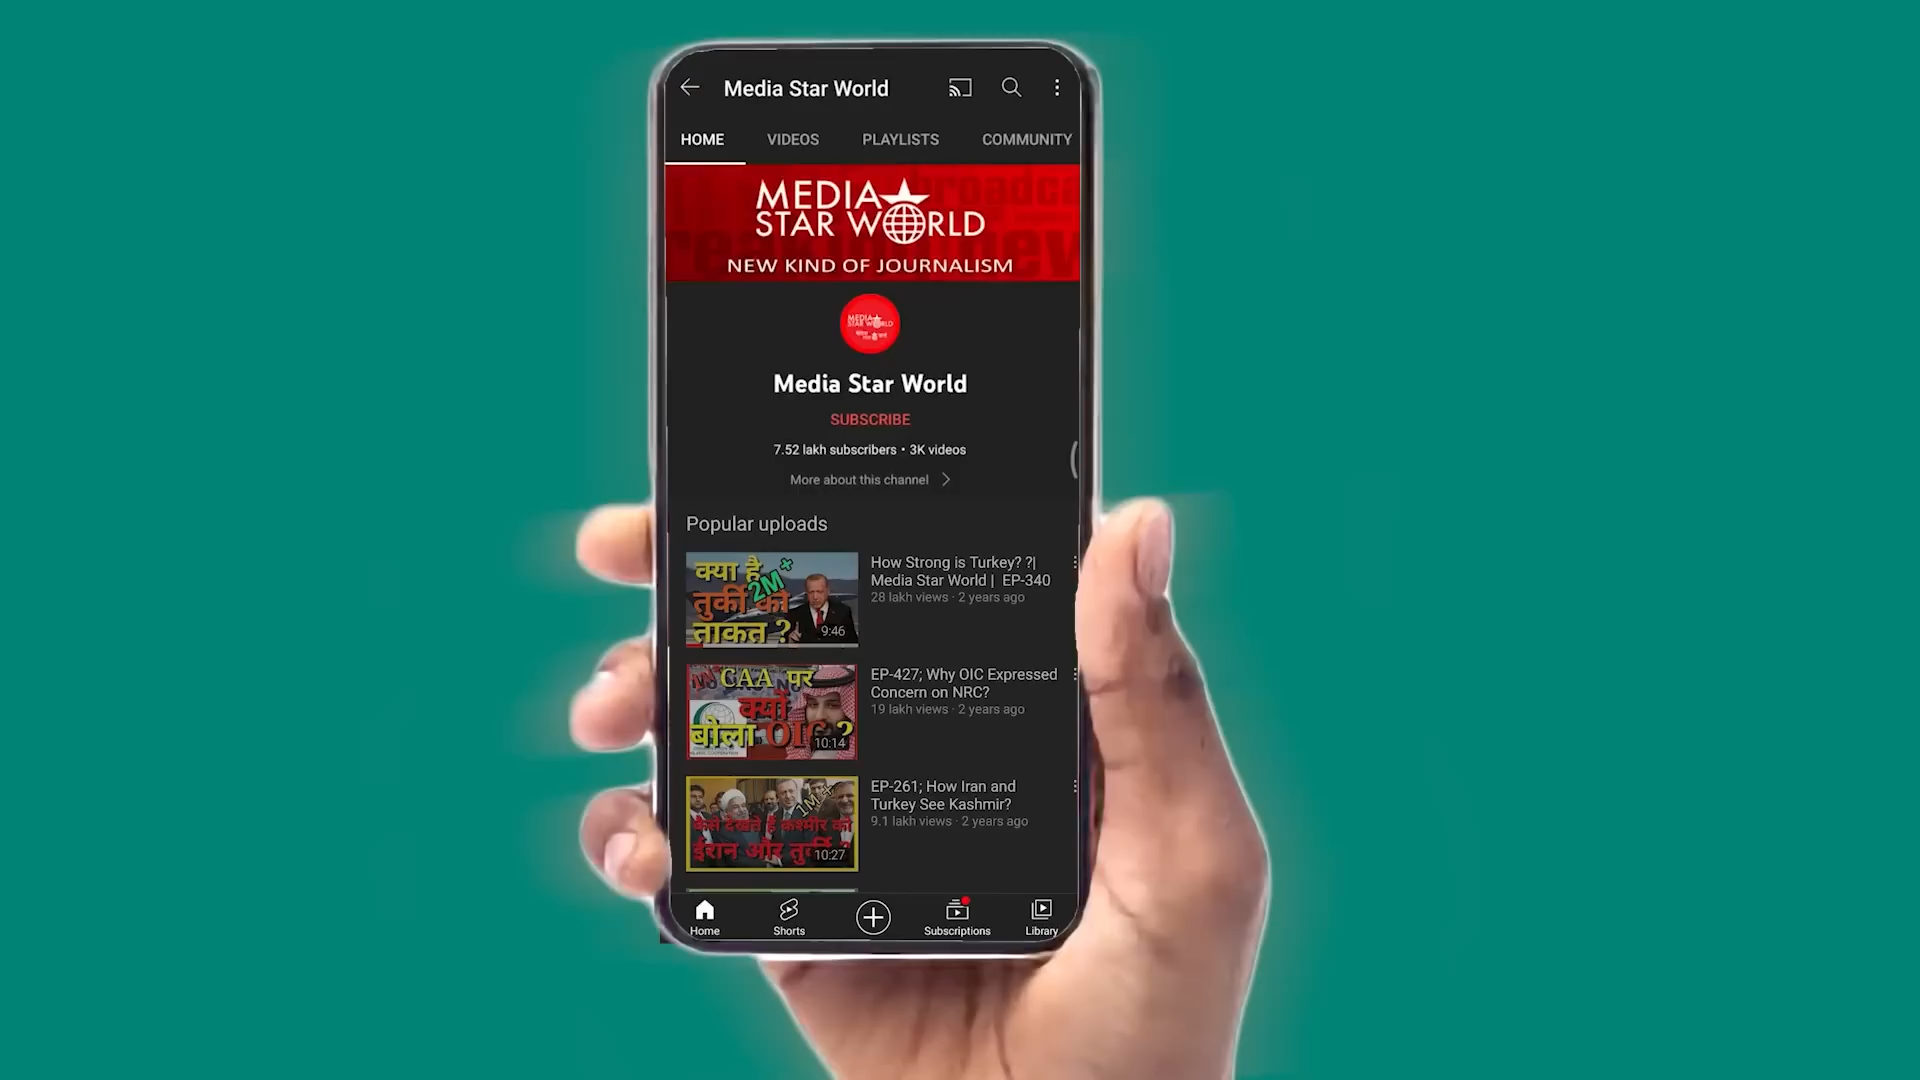 Media Star World
HOME VIDEOS PLAYLISTS COMMUNITY
MEDIA
STAR WORLD
NEW KIND OF JOURNALISM
MEDIA
STAR WORLD
Media Star World
SUBSCRIBE
7.52 lakh subscribers • 3K videos
More about this channel
Popular uploads
क्या है
2M+
तुर्की की
ताकत ?
9:46
How Strong is Turkey? ?|
Media Star World | EP-340
28 lakh views · 2 years ago
CAA पर
क्यों
बोला OIC ?
10:14
EP-427; Why OIC Expressed
Concern on NRC?
19 lakh views · 2 years ago
1M+
कैसे देखते हैं कश्मीर को
ईरान और तुर्की
10:27
EP-261; How Iran and
Turkey See Kashmir?
9.1 lakh views · 2 years ago
Home Shorts Subscriptions Library